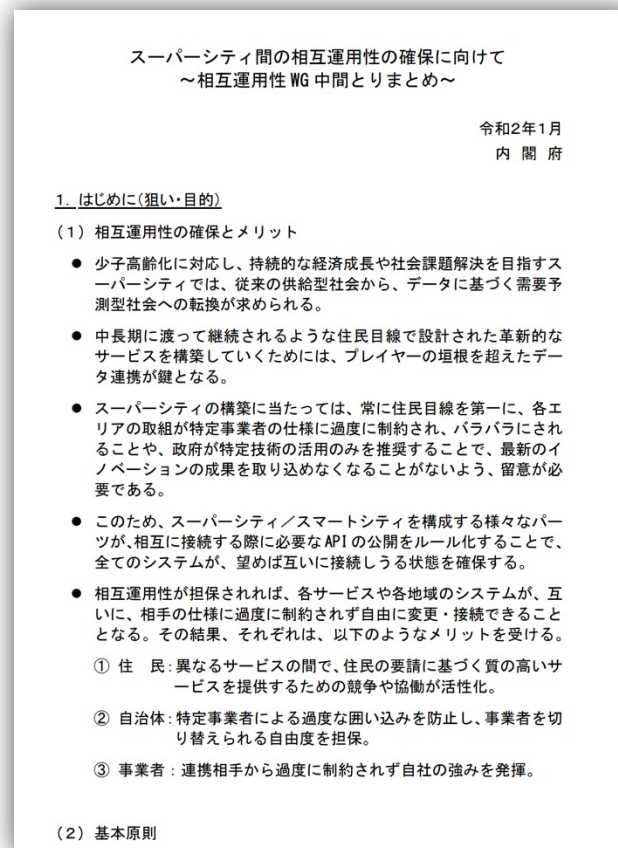 スーパーシティ間の相互運用性の確保に向けて
～相互運用性WG中間とりまとめ～
令和2年1月
内 閣 府
1. はじめに(狙い・目的)
（1）相互運用性の確保とメリット
● 少子高齢化に対応し、持続的な経済成長や社会課題解決を目指すス
ーパーシティでは、従来の供給型社会から、データに基づく需要予
測型社会への転換が求められる。
● 中長期に渡って継続されるような住民目線で設計された革新的な
サービスを構築していくためには、プレイヤーの垣根を超えたデー
タ連携が鍵となる。
● スーパーシティの構築に当たっては、常に住民目線を第一に、各エ
リアの取組が特定事業者の仕様に過度に制約され、バラバラにされ
ることや、政府が特定技術の活用のみを推奨することで、最新のイ
ノベーションの成果を取り込めなくなることがないよう、留意が必
要である。
● このため、スーパーシティ／スマートシティを構成する様々なパー
ツが、相互に接続する際に必要なAPIの公開をルール化することで、
全てのシステムが、望めば互いに接続しうる状態を確保する。
● 相互運用性が担保されれば、各サービスや各地域のシステムが、互
いに、相手の仕様に過度に制約されず自由に変更・接続できること
となる。その結果、それぞれは、以下のようなメリットを受ける。
① 住　民：異なるサービスの間で、住民の要請に基づく質の高いサ
ービスを提供するための競争や協働が活性化。
② 自治体：特定事業者による過度な囲い込みを防止し、事業者を切
り替えられる自由度を担保。
③ 事業者：連携相手から過度に制約されず自社の強みを発揮。
（2）基本原則